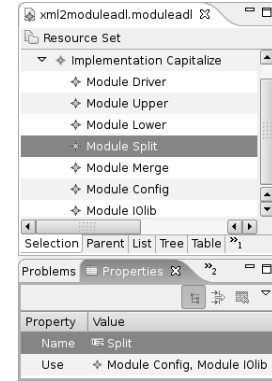 xml2moduleadl.moduleadl
Resource Set
Implementation Capitalize
Module Driver
Module Upper
Module Lower
Module Split
Module Merge
Module Config
Module IOlib
Selection Parent List Tree Table »1
Problems Properties »2
Property Value
Name Split
Use Module Config, Module IOlib